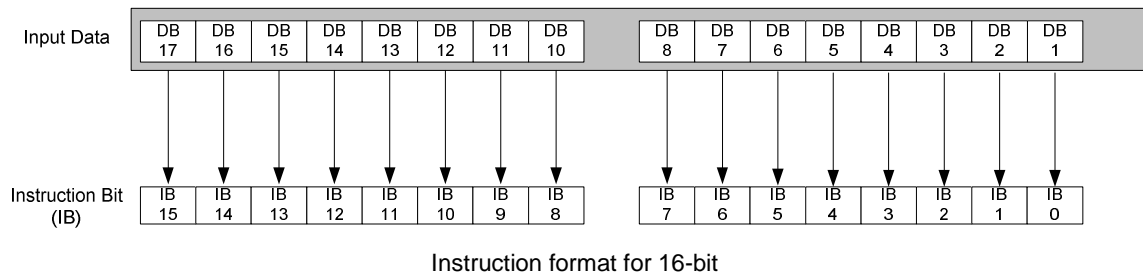 Input Data
DB DB DB DB DB DB DB DB DB DB DB DB DB DB DB DB
17 16 15 14 13 12 11 10 8 7 6 5 4 3 2 1
Instruction Bit
(IB)
IB IB IB IB IB IB IB IB IB IB IB IB IB IB IB IB
15 14 13 12 11 10 9 8 7 6 5 4 3 2 1 0
Instruction format for 16-bit